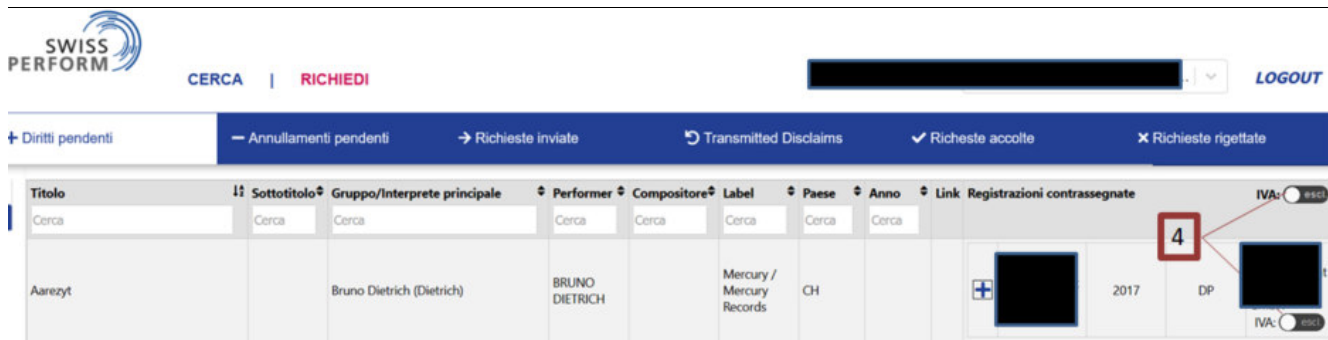 SWISS
PERFORM
CERCA | RICHIEDI
LOGOUT
+ Diritti pendenti
− Annullamenti pendenti
→ Richieste inviate
Transmitted Disclaims
✓ Richeste accolte
× Richieste rigettate
Titolo Sottotitolo Gruppo/Interprete principale Performer Compositore Label Paese Anno Link Registrazioni contrassegnate IVA: escl
Cerca Cerca Cerca Cerca Cerca Cerca Cerca Cerca
4
Aarezyt Bruno Dietrich (Dietrich) BRUNO DIETRICH Mercury / Mercury Records CH 2017 DP
IVA: escl